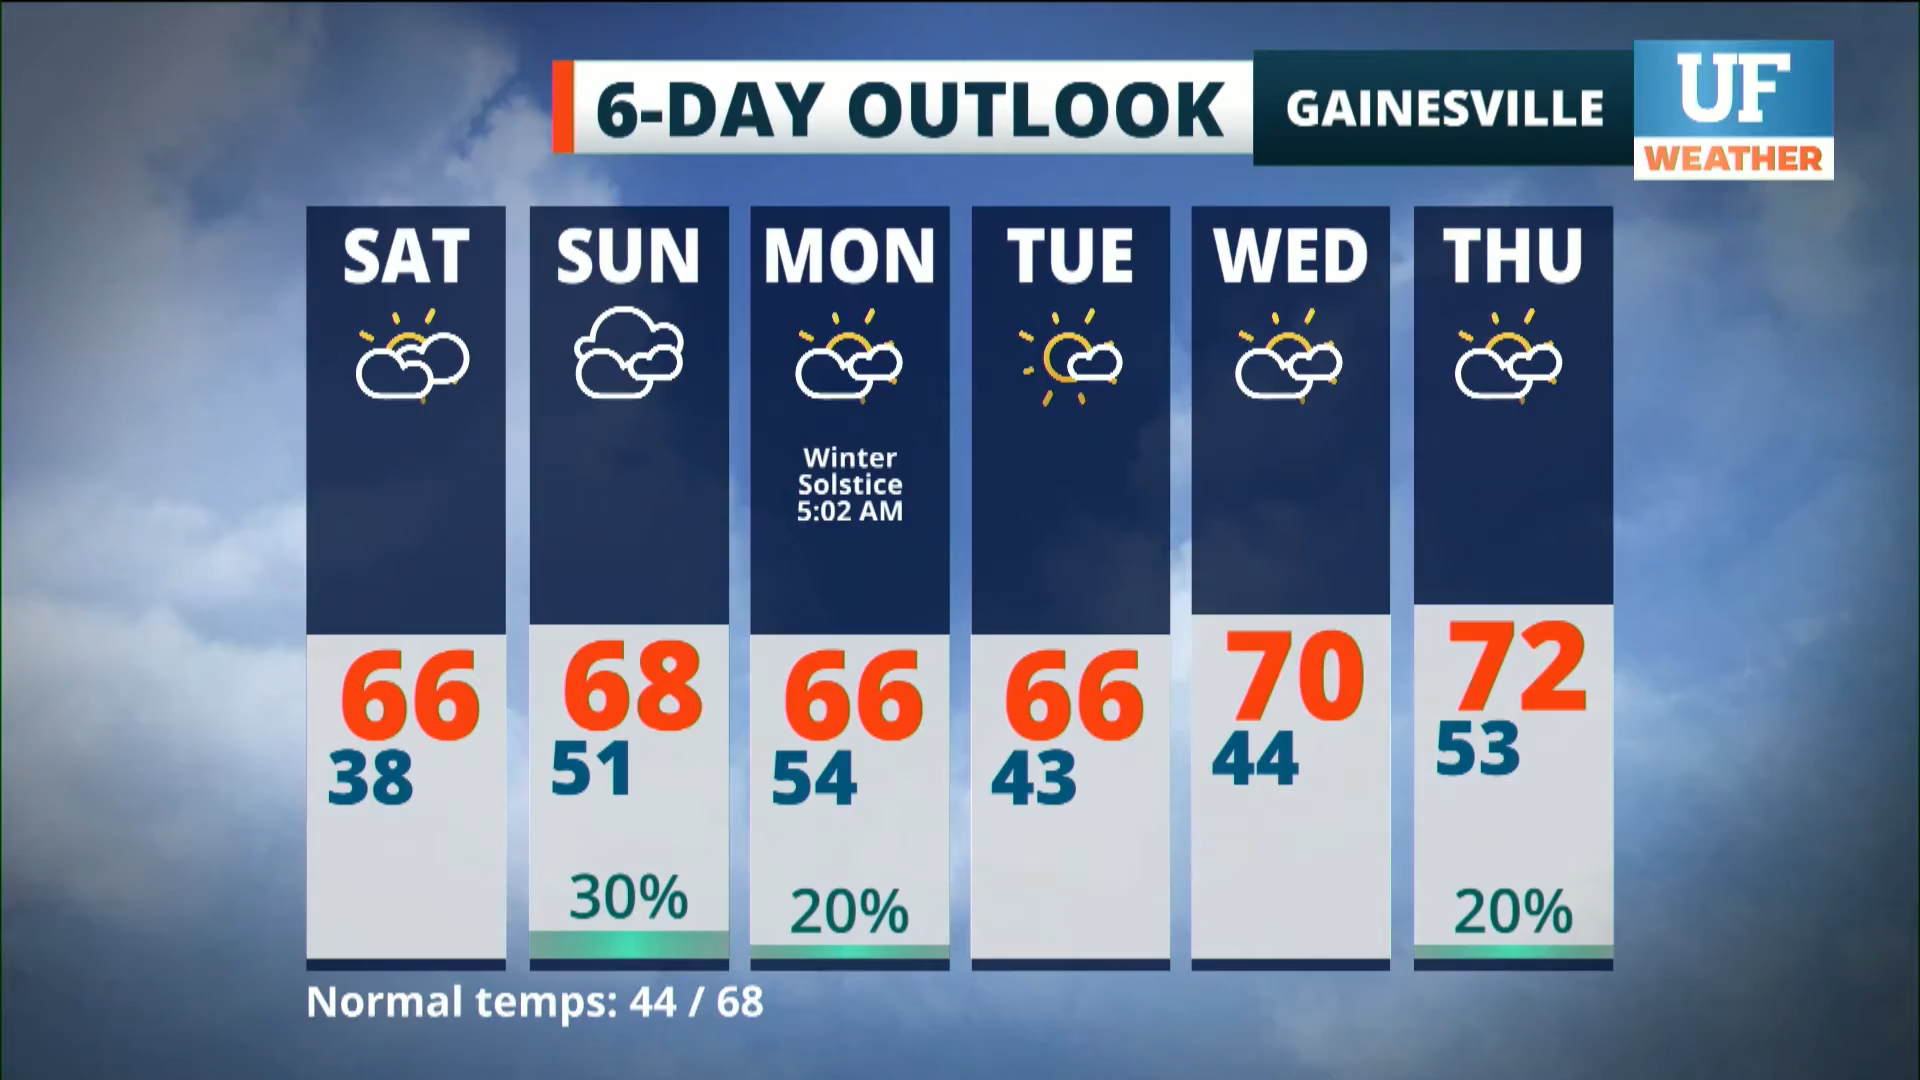 6-DAY OUTLOOK
GAINESVILLE
UF
WEATHER
SAT
SUN
MON
TUE
WED
THU
Winter
Solstice
5:02 AM
66
68
66
66
70
72
38
51
54
43
44
53
30%
20%
20%
Normal temps: 44 / 68